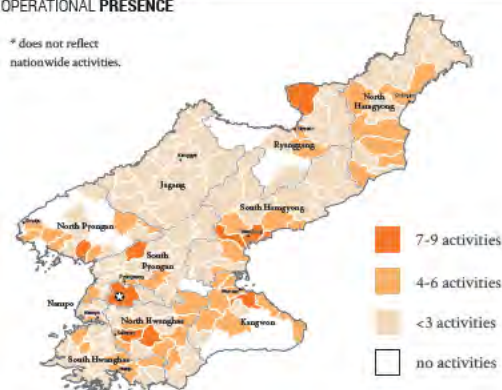 OPERATIONAL PRESENCE
* does not reflect
nationwide activities.
North
Hamgyong
Ryanggang
Jagang
South Hamgyong
North Pyongan
South
Pyongan
Nampo
North Hwanghae
Kangwon
South Hwanghae
7-9 activities
4-6 activities
<3 activities
no activities